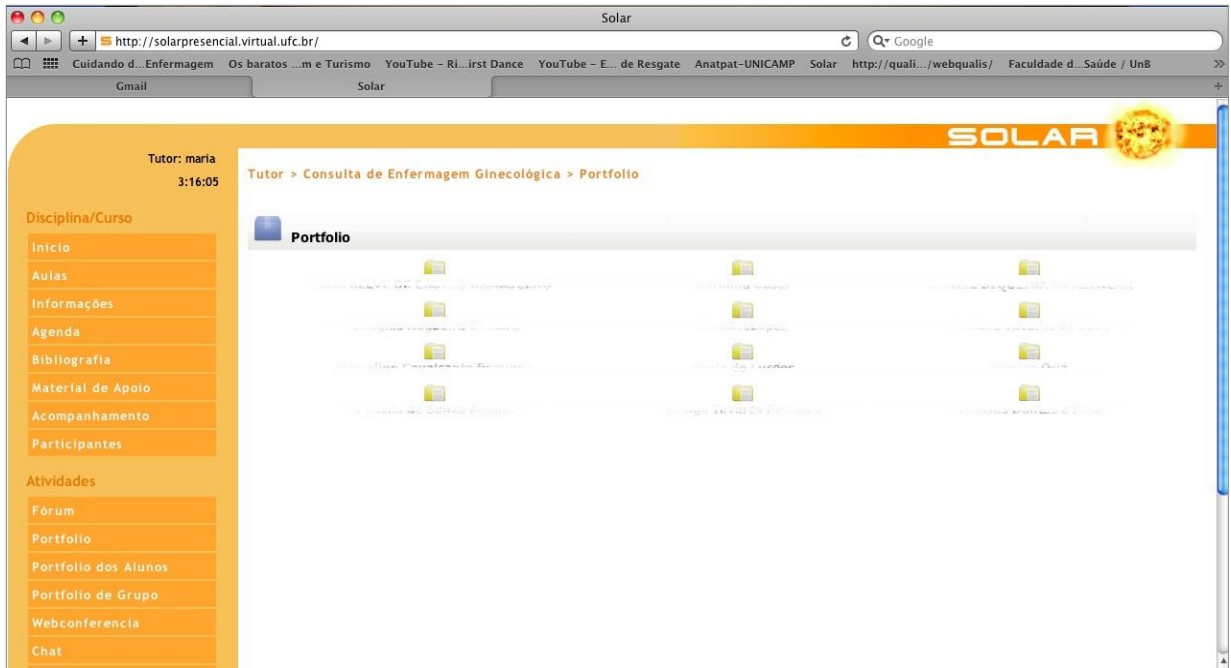 Solar
http://solarpresencial.virtual.ufc.br/
Google
Cuidando d...Enfermagem Os baratos ...m e Turismo YouTube – Ri...irst Dance YouTube – E... de Resgate Anatpat-UNICAMP Solar http://quali.../webqualis/ Faculdade d...Saúde / UnB
Gmail Solar
SOLAR
Tutor: maria
3:16:05
Tutor > Consulta de Enfermagem Ginecológica > Portfolio
Portfolio
Disciplina/Curso
Inicio
Aulas
Informações
Agenda
Bibliografia
Material de Apoio
Acompanhamento
Participantes
Atividades
Fórum
Portfolio
Portfolio dos Alunos
Portfolio de Grupo
Webconferencia
Chat